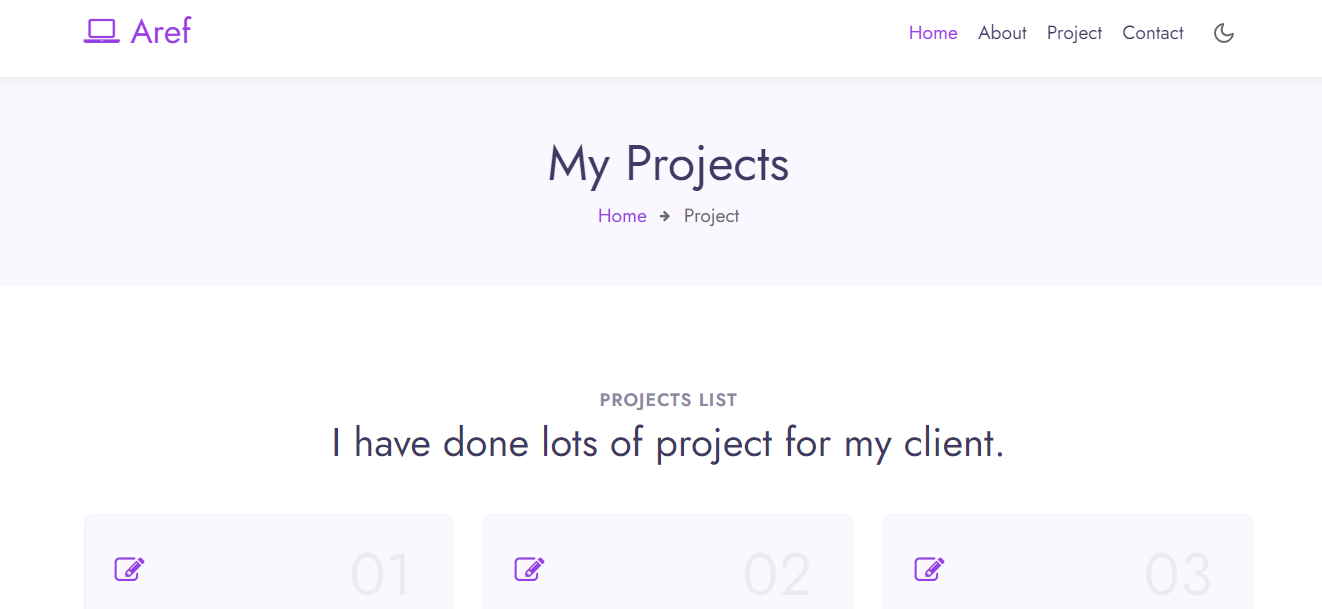 Aref
Home About Project Contact
My Projects
Home Project
PROJECTS LIST
I have done lots of project for my client.
01 02 03